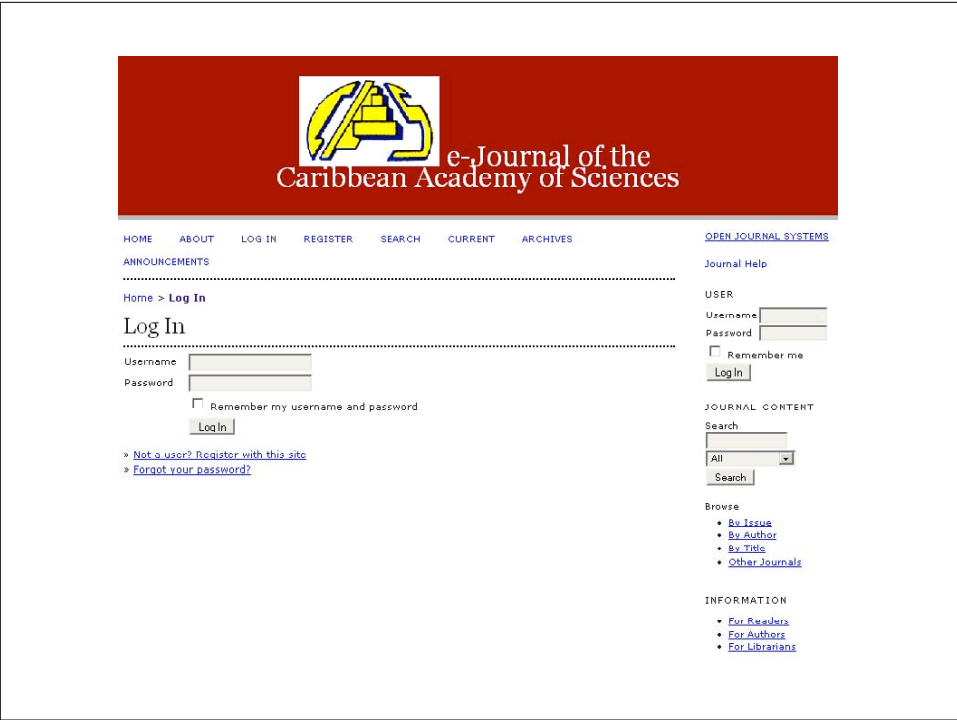 e-Journal of the
Caribbean Academy of Sciences
HOME ABOUT LOG IN REGISTER SEARCH CURRENT ARCHIVES
ANNOUNCEMENTS
Home > Log In
Log In
Username
Password
Remember my username and password
Log In
» Not a user? Register with this site
» Forgot your password?
OPEN JOURNAL SYSTEMS
Journal Help
USER
Username
Password
Remember me
Log In
JOURNAL CONTENT
Search
All
Search
Browse
• By Issue
• By Author
• By Title
• Other Journals
INFORMATION
• For Readers
• For Authors
• For Librarians